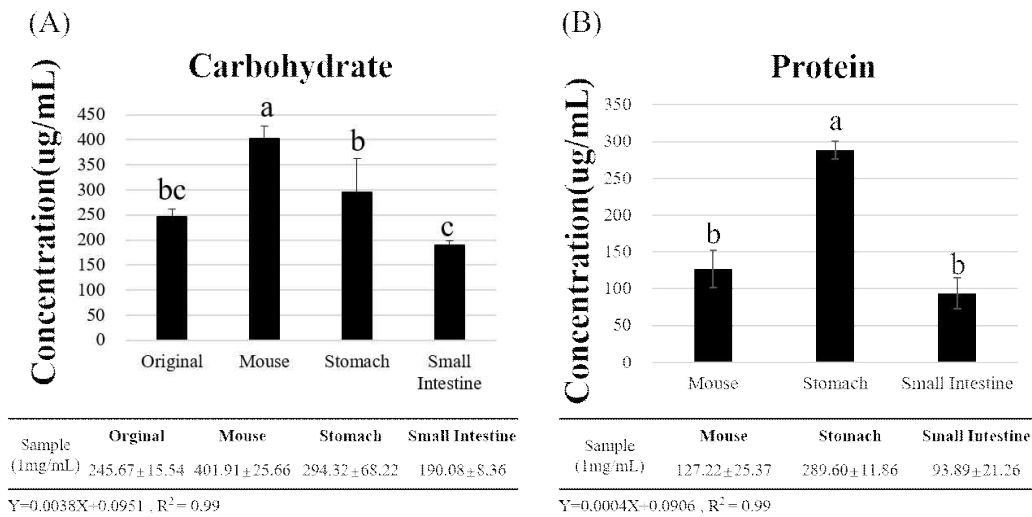 (A)
Carbohydrate
Concentration(ug/mL)
450
400
350
300
250
200
150
100
50
0
bc
a
b
c
Original Mouse Stomach Small Intestine
Sample (1mg/mL)
Orginal Mouse Stomach Small Intestine
245.67±15.54 401.91±25.66 294.32±68.22 190.08±8.36
Y=0.0038X+0.0951 , R² = 0.99
(B)
Protein
Concentration(ug/mL)
350
300
250
200
150
100
50
0
b
a
b
Mouse Stomach Small Intestine
Sample (1mg/mL)
Mouse Stomach Small Intestine
127.22±25.37 289.60±11.86 93.89±21.26
Y=0.0004X+0.0906 , R² = 0.99